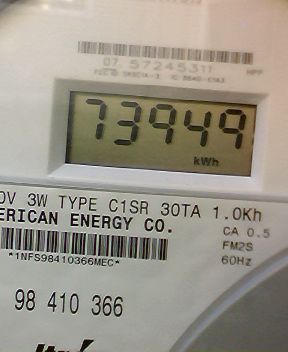 07 57245311
HPF
73949
kWh
0V 3W TYPE C1SR 30TA 1.0Kh
ERICAN ENERGY CO.
CA 0.5
FM2S
*1NFS98410366MEC*
60Hz
98 410 366